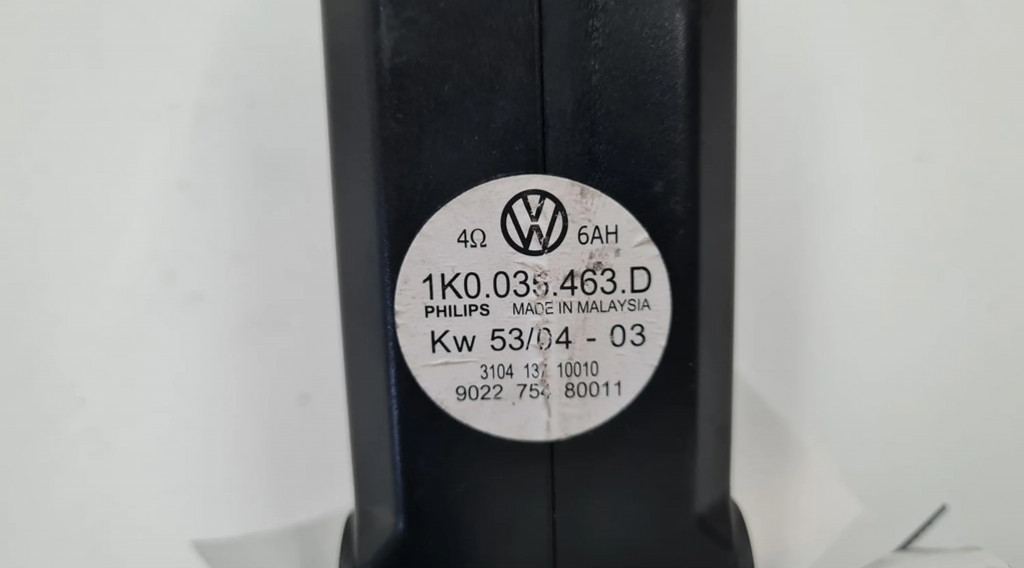 4Ω 6AH
1K0.035.463.D
PHILIPS MADE IN MALAYSIA
Kw 53/04 - 03
3104 137 10010
9022 754 80011